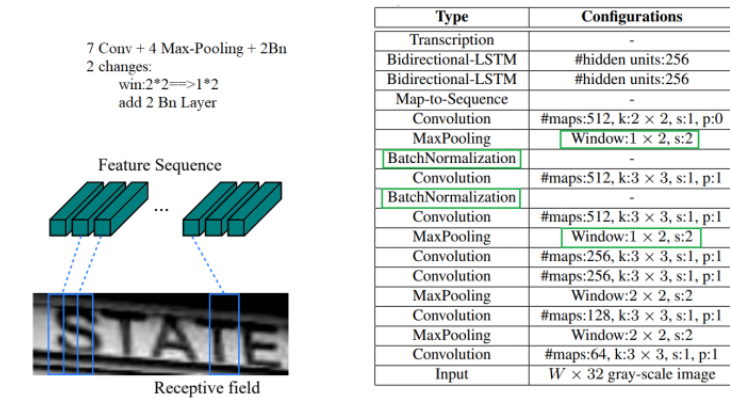 7 Conv + 4 Max-Pooling + 2Bn
2 changes:
win:2*2==>1*2
add 2 Bn Layer
Feature Sequence
...
STATE
Receptive field
Type Configurations
Transcription -
Bidirectional-LSTM #hidden units:256
Bidirectional-LSTM #hidden units:256
Map-to-Sequence -
Convolution #maps:512, k:2 × 2, s:1, p:0
MaxPooling Window:1 × 2, s:2
BatchNormalization -
Convolution #maps:512, k:3 × 3, s:1, p:1
BatchNormalization -
Convolution #maps:512, k:3 × 3, s:1, p:1
MaxPooling Window:1 × 2, s:2
Convolution #maps:256, k:3 × 3, s:1, p:1
Convolution #maps:256, k:3 × 3, s:1, p:1
MaxPooling Window:2 × 2, s:2
Convolution #maps:128, k:3 × 3, s:1, p:1
MaxPooling Window:2 × 2, s:2
Convolution #maps:64, k:3 × 3, s:1, p:1
Input W × 32 gray-scale image